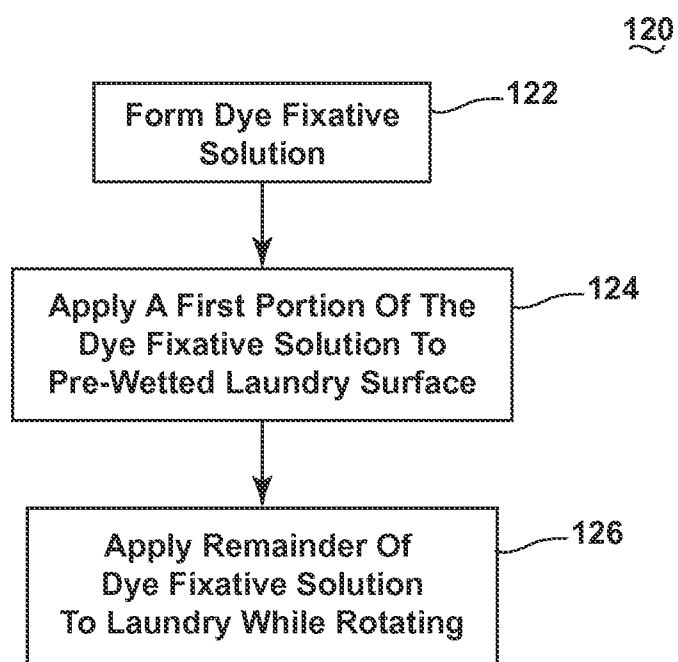 120
Form Dye Fixative
Solution
122
Apply A First Portion Of The
Dye Fixative Solution To
Pre-Wetted Laundry Surface
124
Apply Remainder Of
Dye Fixative Solution
To Laundry While Rotating
126